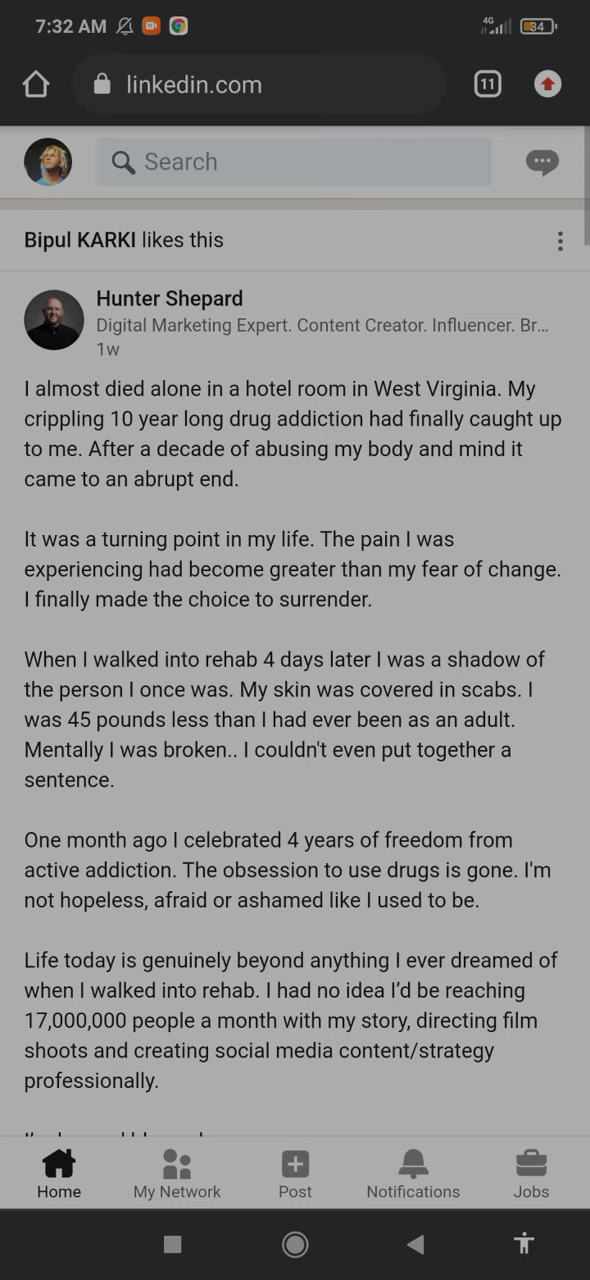 7:32 AM
4G
34
linkedin.com
11
Search
Bipul KARKI likes this
Hunter Shepard
Digital Marketing Expert. Content Creator. Influencer. Br...
1w
I almost died alone in a hotel room in West Virginia. My
crippling 10 year long drug addiction had finally caught up
to me. After a decade of abusing my body and mind it
came to an abrupt end.
It was a turning point in my life. The pain I was
experiencing had become greater than my fear of change.
I finally made the choice to surrender.
When I walked into rehab 4 days later I was a shadow of
the person I once was. My skin was covered in scabs. I
was 45 pounds less than I had ever been as an adult.
Mentally I was broken.. I couldn't even put together a
sentence.
One month ago I celebrated 4 years of freedom from
active addiction. The obsession to use drugs is gone. I'm
not hopeless, afraid or ashamed like I used to be.
Life today is genuinely beyond anything I ever dreamed of
when I walked into rehab. I had no idea I’d be reaching
17,000,000 people a month with my story, directing film
shoots and creating social media content/strategy
professionally.
Home
My Network
Post
Notifications
Jobs